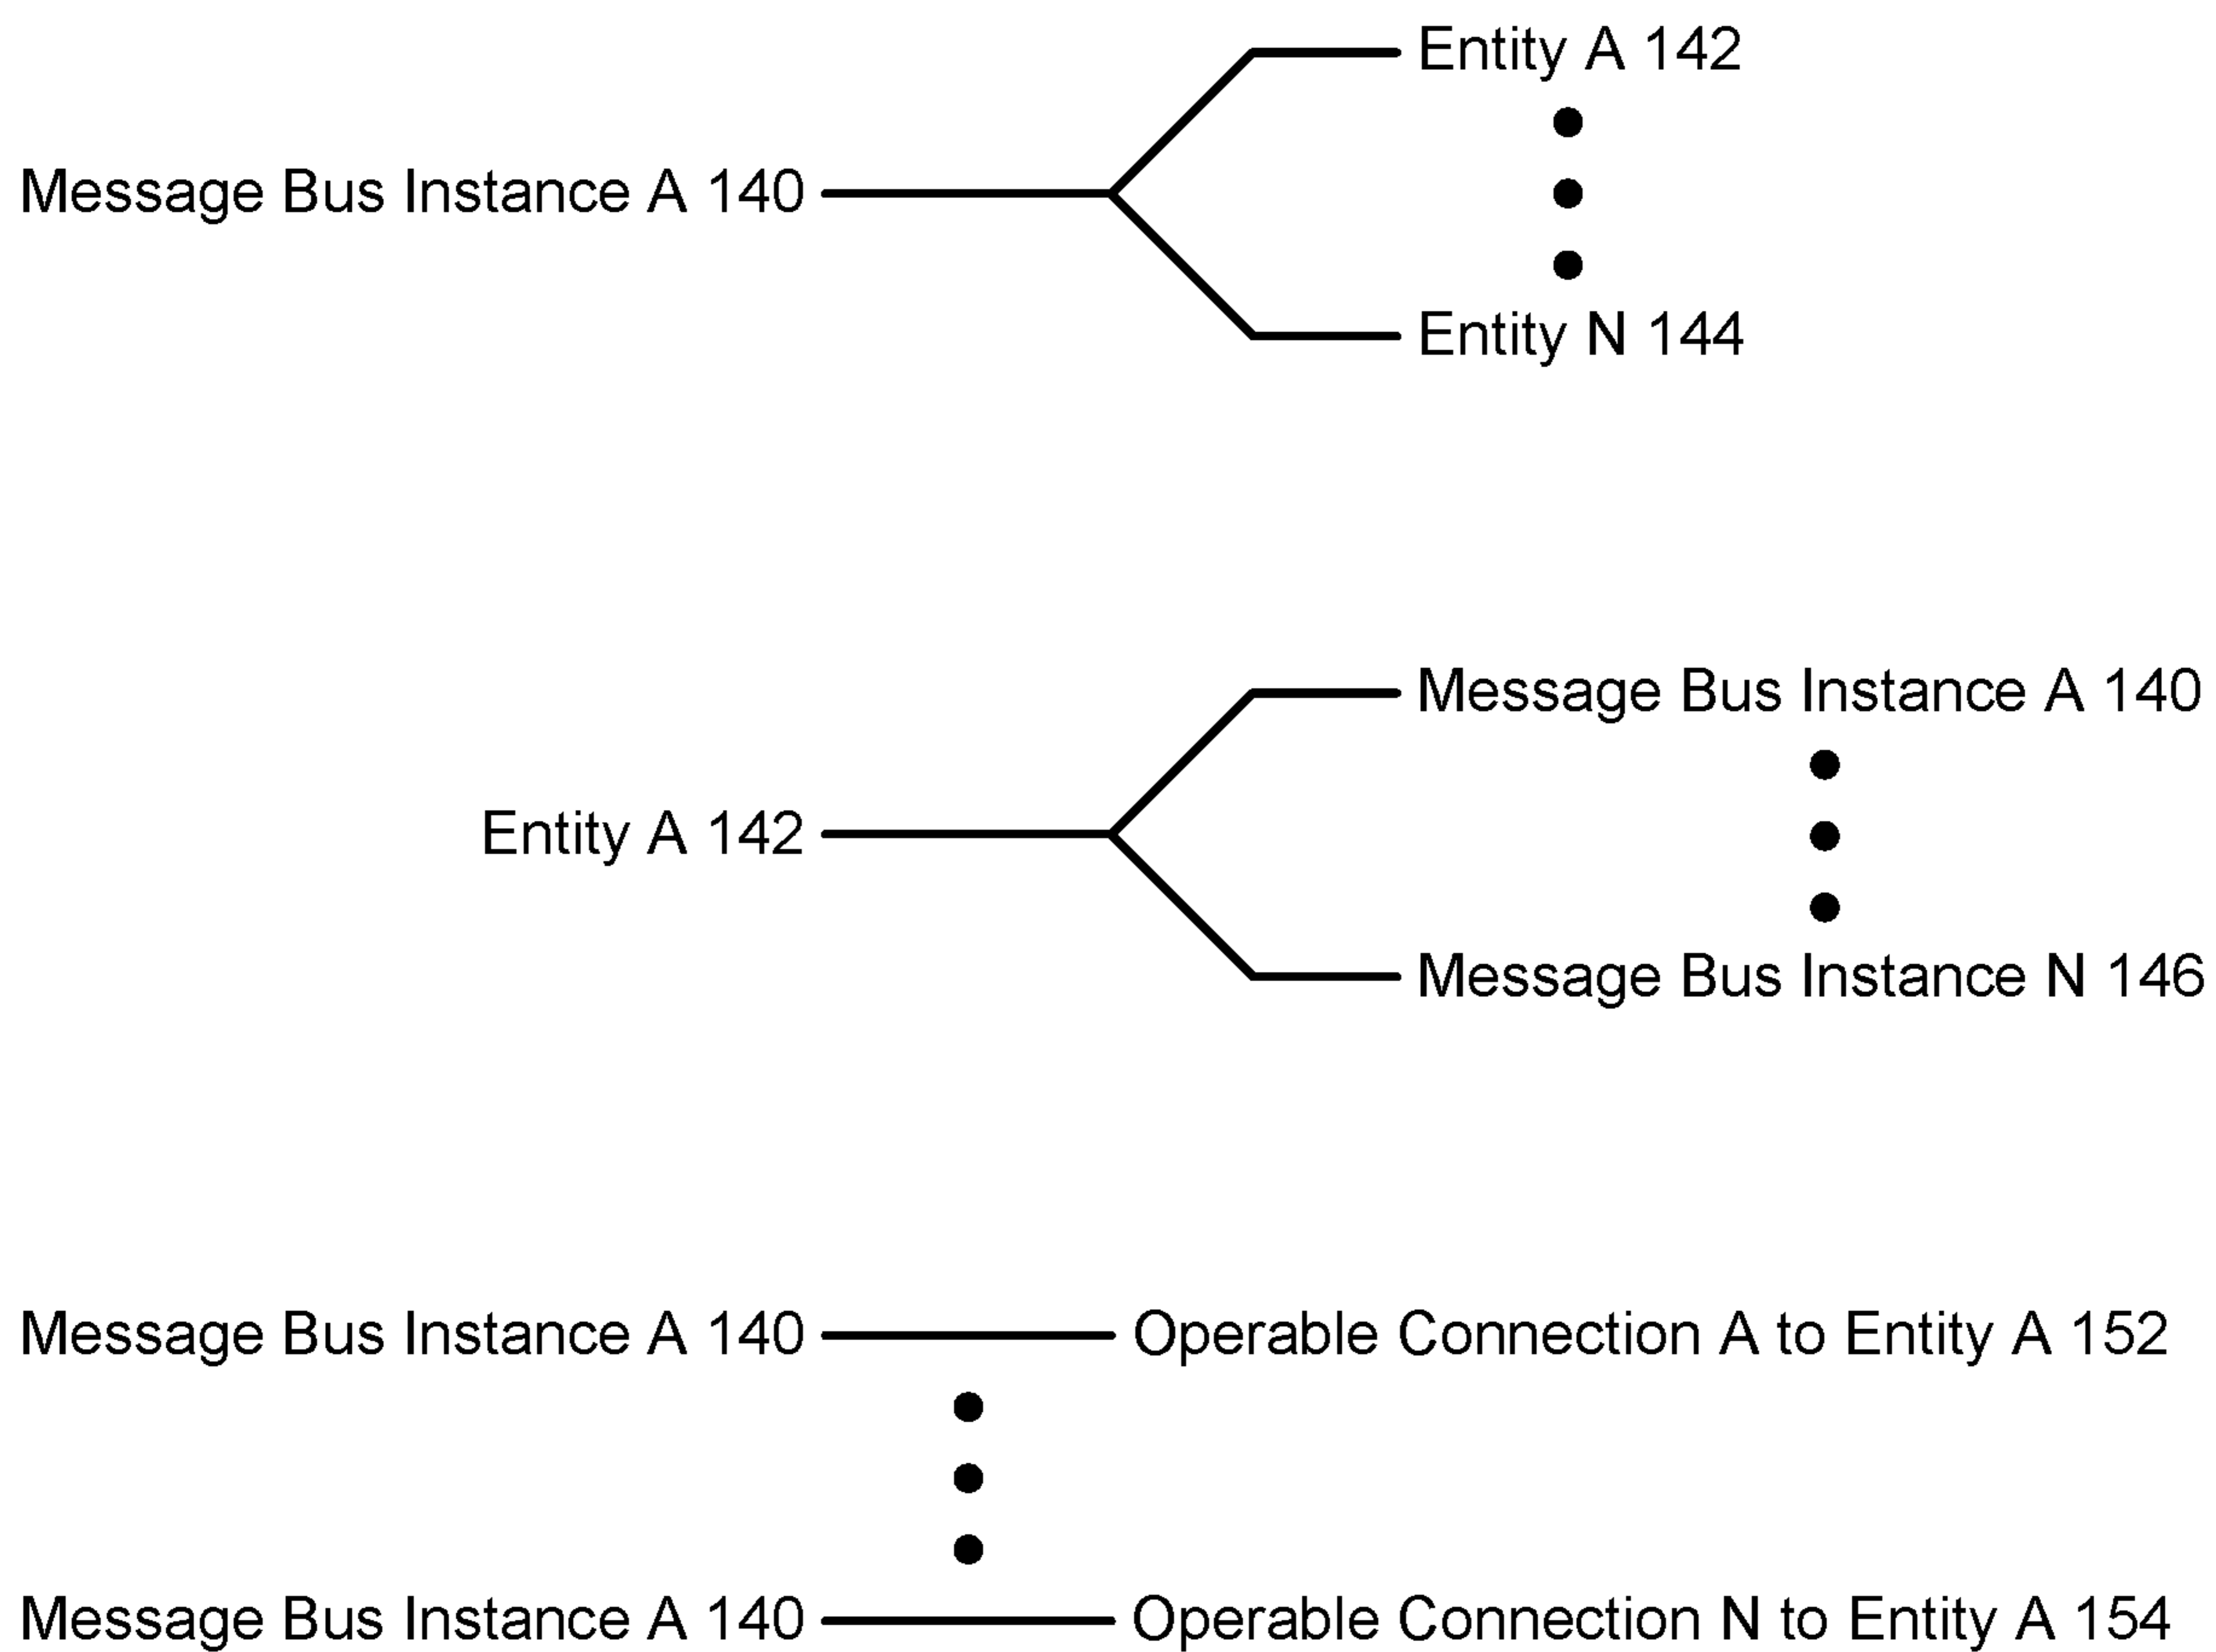 Entity A 142
Message Bus Instance A 140
Entity N 144
Message Bus Instance A 140
Entity A 142
Message Bus Instance N 146
Message Bus Instance A 140 Operable Connection A to Entity A 152
Message Bus Instance A 140 Operable Connection N to Entity A 154